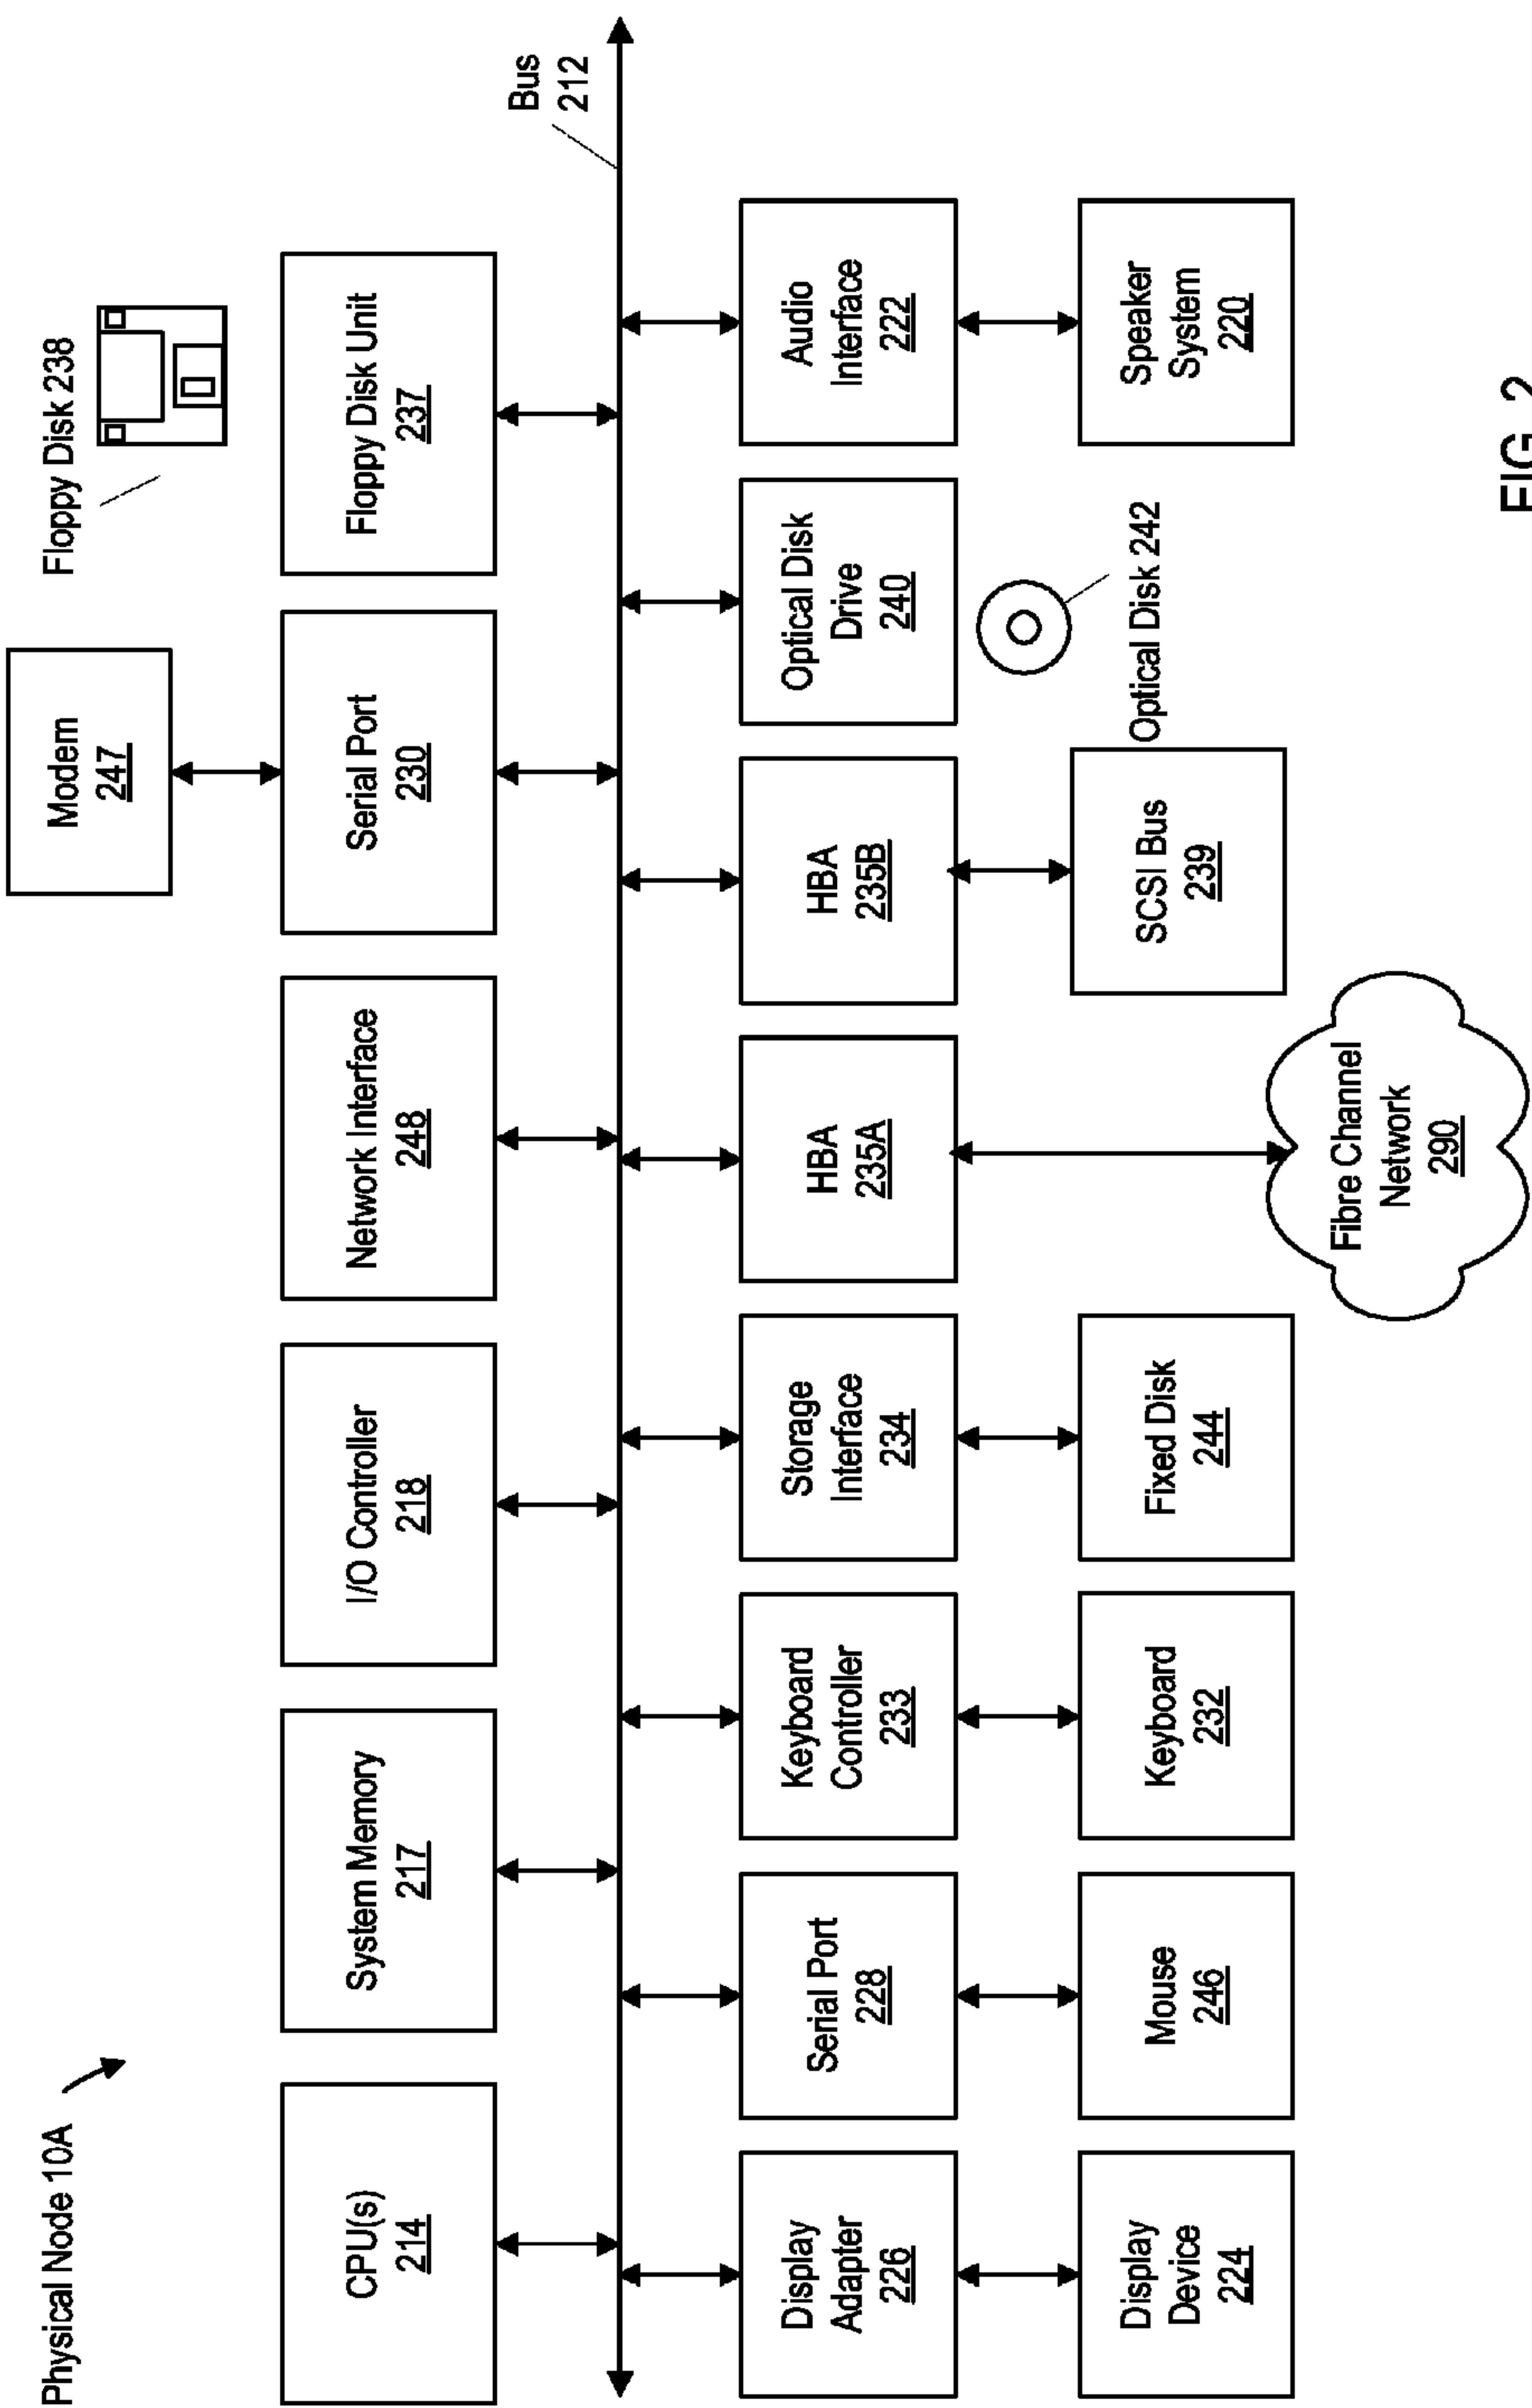 Physical Node 10A
Modem
247
Floppy Disk 238
CPU(s)
214
System Memory
217
I/O Controller
218
Network Interface
248
Serial Port
230
Floppy Disk Unit
237
Bus
212
Display
Adapter
226
Serial Port
228
Keyboard
Controller
233
Storage
Interface
234
HBA
235A
HBA
235B
Optical Disk
Drive
240
Audio
Interface
222
Display
Device
224
Mouse
246
Keyboard
232
Fixed Disk
244
Fibre Channel
Network
290
SCSI Bus
239
Optical Disk 242
Speaker
System
220
FIG. 2